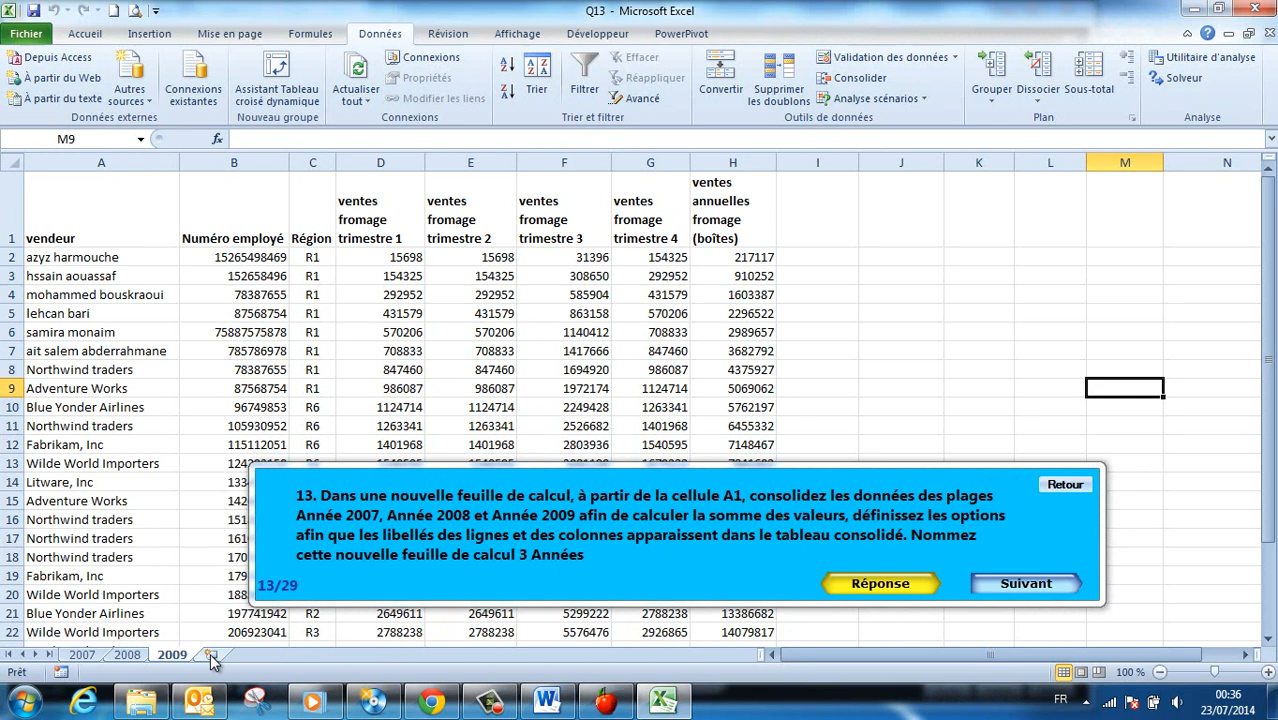 Q13 - Microsoft Excel
Fichier Accueil Insertion Mise en page Formules Données Révision Affichage Développeur PowerPivot
Depuis Access
À partir du Web
À partir du texte
Autres sources
Connexions existantes
Données externes
Assistant Tableau croisé dynamique
Nouveau groupe
Actualiser tout
Connexions
Propriétés
Modifier les liens
Connexions
Trier
Filtrer
Effacer
Réappliquer
Avancé
Trier et filtrer
Convertir
Supprimer les doublons
Validation des données
Consolider
Analyse scénarios
Outils de données
Grouper
Dissocier
Sous-total
Plan
Utilitaire d'analyse
Solveur
Analyse
M9 fx
A B C D E F G H I J K L M N
1 vendeur Numéro employé Région ventes fromage trimestre 1 ventes fromage trimestre 2 ventes fromage trimestre 3 ventes fromage trimestre 4 ventes annuelles fromage (boîtes)
2 azyz harmouche 15265498469 R1 15698 15698 31396 154325 217117
3 hssain aouassaf 152658496 R1 154325 154325 308650 292952 910252
4 mohammed bouskraoui 78387655 R1 292952 292952 585904 431579 1603387
5 lehcan bari 87568754 R1 431579 431579 863158 570206 2296522
6 samira monaim 75887575878 R1 570206 570206 1140412 708833 2989657
7 ait salem abderrahmane 785786978 R1 708833 708833 1417666 847460 3682792
8 Northwind traders 78387655 R1 847460 847460 1694920 986087 4375927
9 Adventure Works 87568754 R1 986087 986087 1972174 1124714 5069062
10 Blue Yonder Airlines 96749853 R6 1124714 1124714 2249428 1263341 5762197
11 Northwind traders 105930952 R6 1263341 1263341 2526682 1401968 6455332
12 Fabrikam, Inc 115112051 R6 1401968 1401968 2803936 1540595 7148467
13 Wilde World Importers
14 Litware, Inc 133
15 Adventure Works 142
16 Northwind traders 151
17 Northwind traders 161
18 Northwind traders 170
19 Fabrikam, Inc 179
20 Wilde World Importers 188
21 Blue Yonder Airlines 197741942 R2 2649611 2649611 5299222 2788238 13386682
22 Wilde World Importers 206923041 R3 2788238 2788238 5576476 2926865 14079817
Retour
13. Dans une nouvelle feuille de calcul, à partir de la cellule A1, consolidez les données des plages
Année 2007, Année 2008 et Année 2009 afin de calculer la somme des valeurs, définissez les options
afin que les libellés des lignes et des colonnes apparaissent dans le tableau consolidé. Nommez
cette nouvelle feuille de calcul 3 Années
13/29
Réponse
Suivant
2007 2008 2009
Prêt
100 %
FR
00:36
23/07/2014